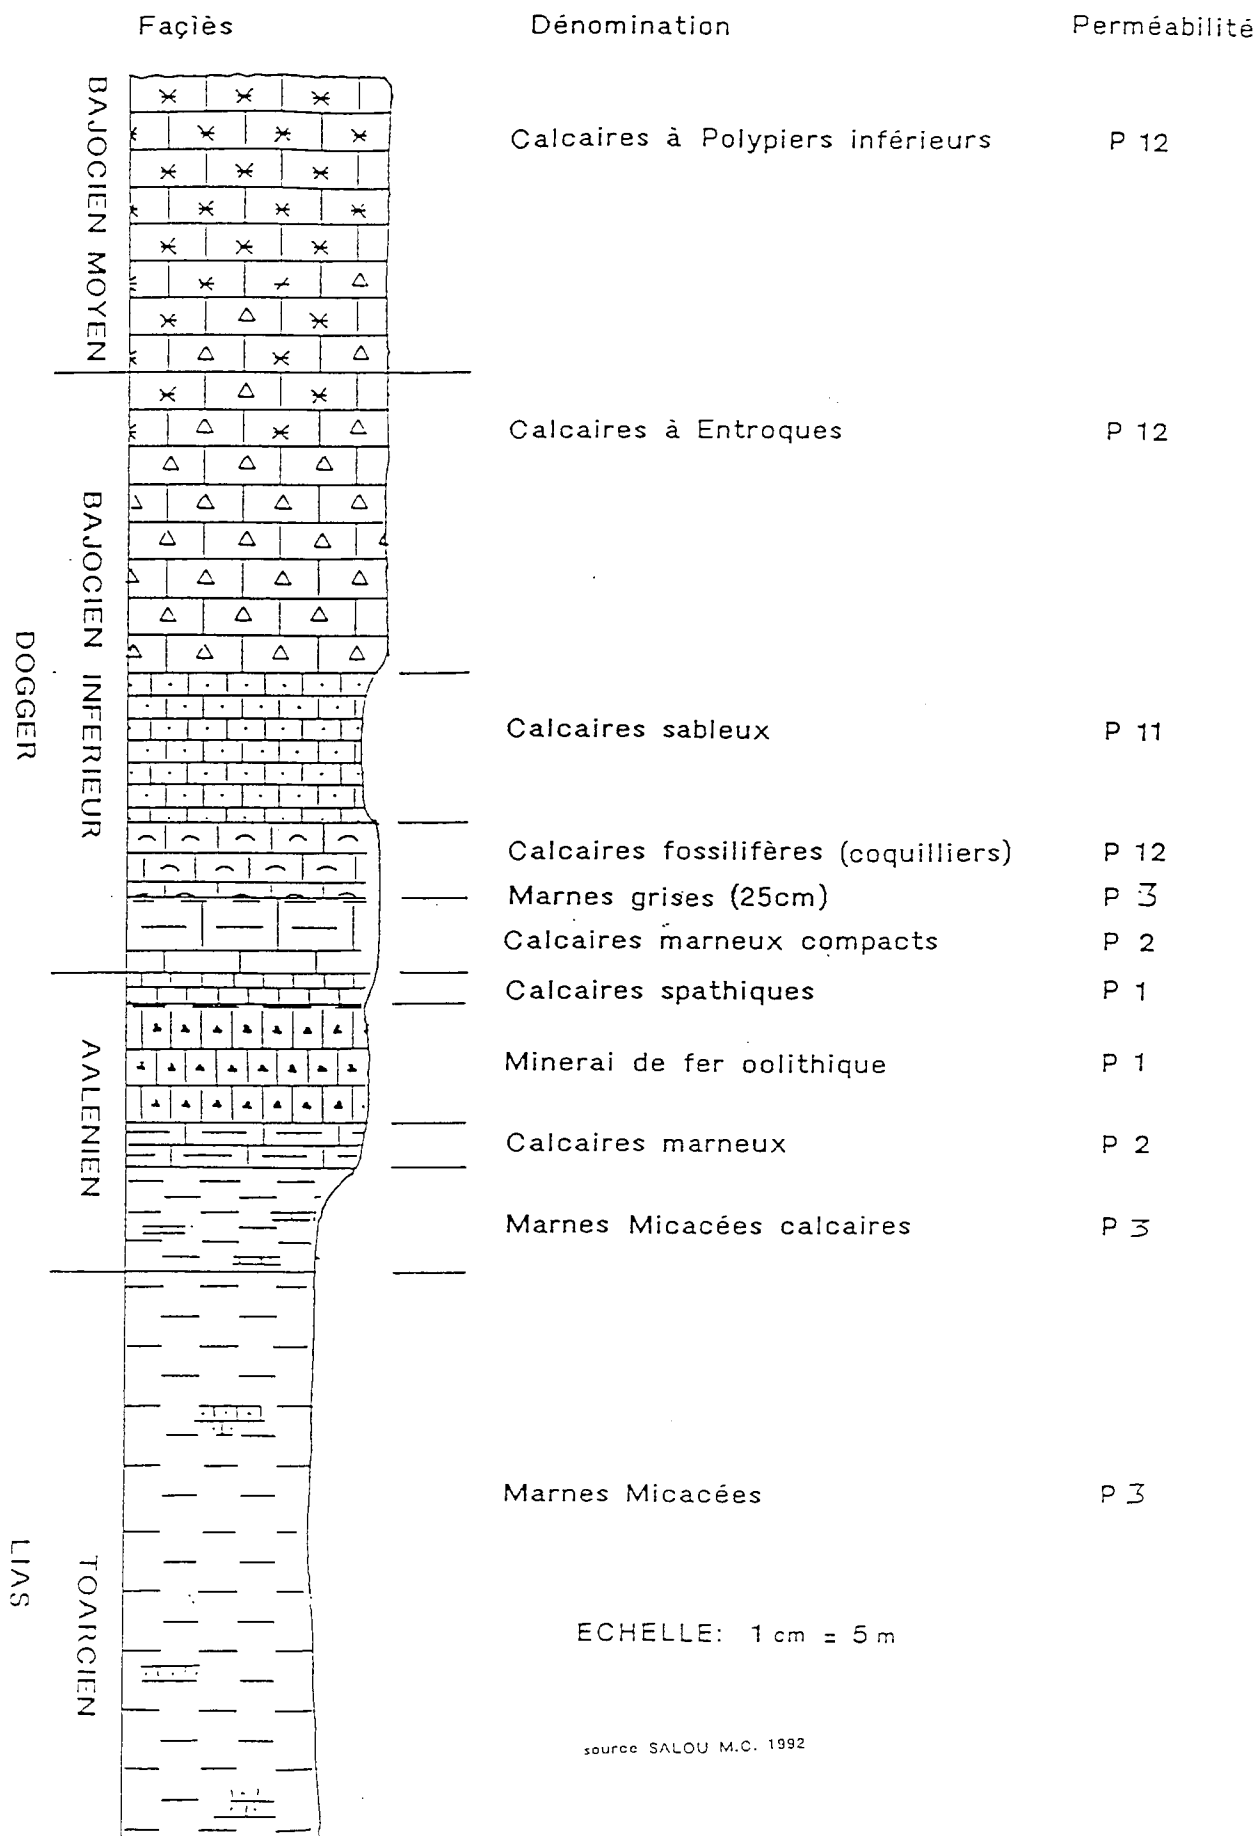 Façiès Dénomination Perméabilité
BAJOCIEN MOYEN
Calcaires à Polypiers inférieurs P 12
Calcaires à Entroques P 12
DOGGER
BAJOCIEN INFERIEUR
Calcaires sableux P 11
Calcaires fossilifères (coquilliers) P 12
Marnes grises (25cm) P 3
Calcaires marneux compacts P 2
Calcaires spathiques P 1
AALENIEN
Minerai de fer oolithique P 1
Calcaires marneux P 2
Marnes Micacées calcaires P 3
Marnes Micacées P 3
LIAS
TOARCIEN
ECHELLE: 1 cm = 5 m
source SALOU M.C. 1992